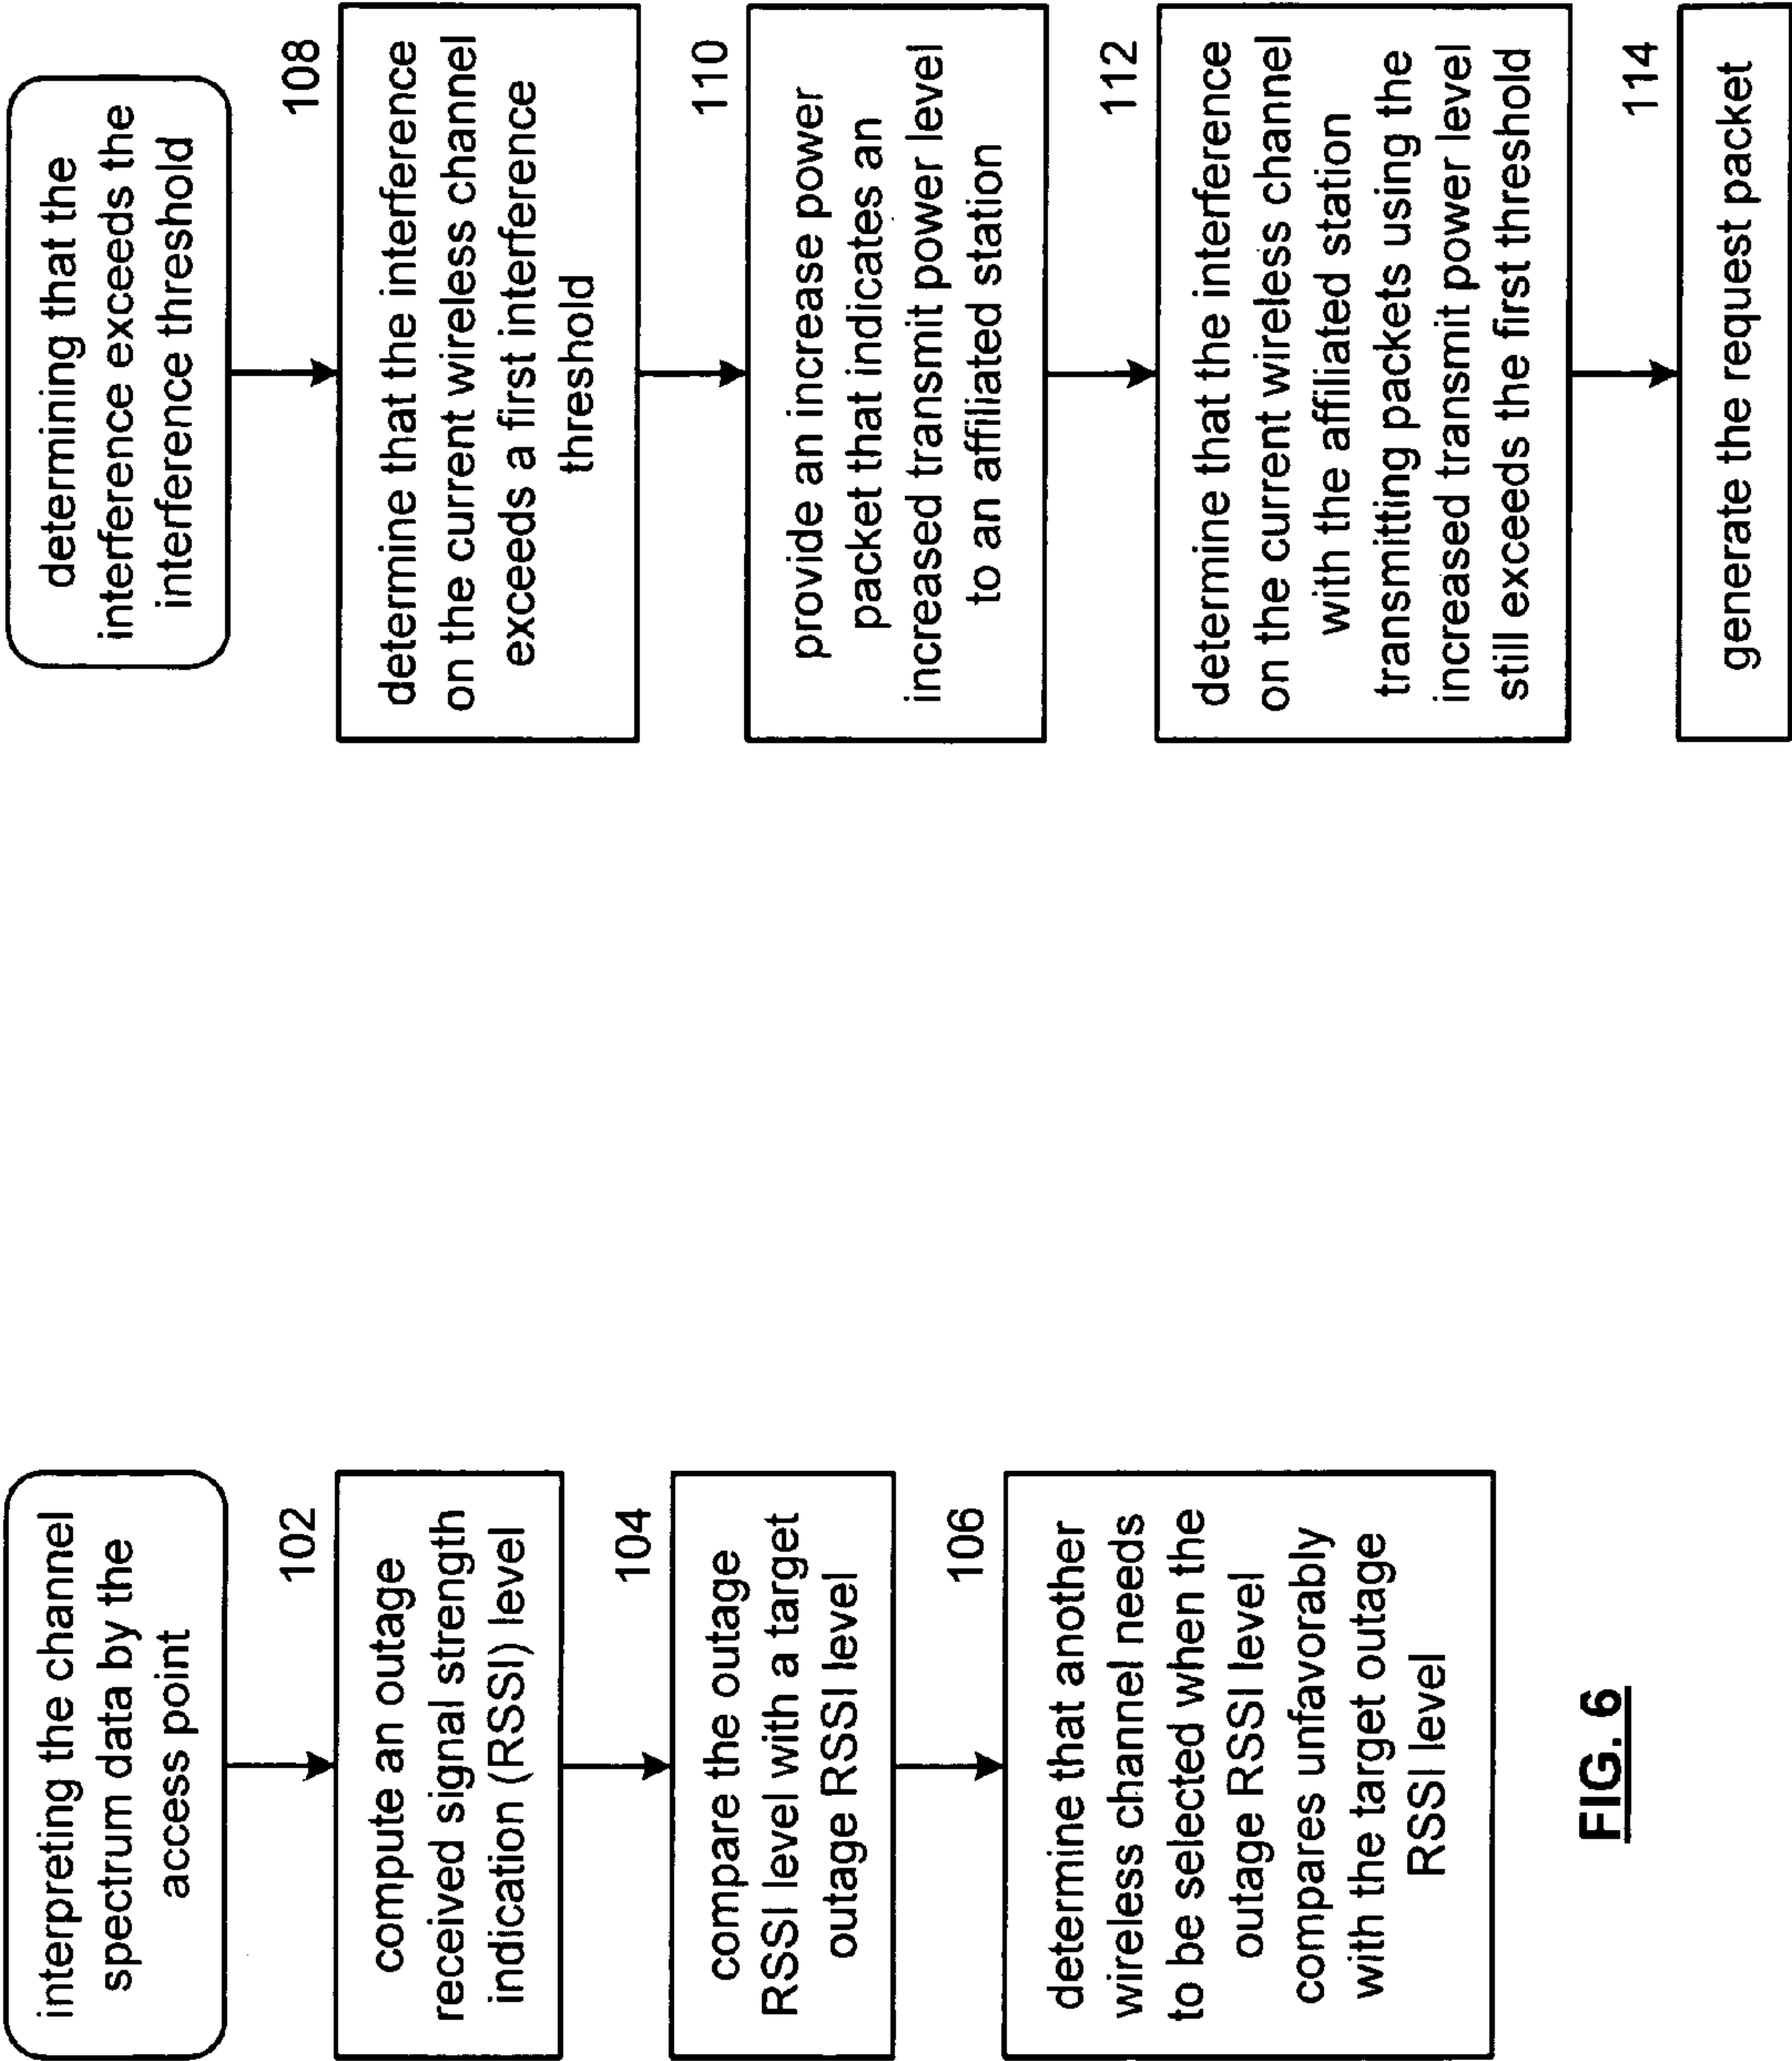 interpreting the channel
spectrum data by the
access point
102
compute an outage
received signal strength
indication (RSSI) level
104
compare the outage
RSSI level with a target
outage RSSI level
106
determine that another
wireless channel needs
to be selected when the
outage RSSI level
compares unfavorably
with the target outage
RSSI level
FIG. 6
determining that the
interference exceeds the
interference threshold
108
determine that the interference
on the current wireless channel
exceeds a first interference
threshold
110
provide an increase power
packet that indicates an
increased transmit power level
to an affiliated station
112
determine that the interference
on the current wireless channel
with the affiliated station
transmitting packets using the
increased transmit power level
still exceeds the first threshold
114
generate the request packet